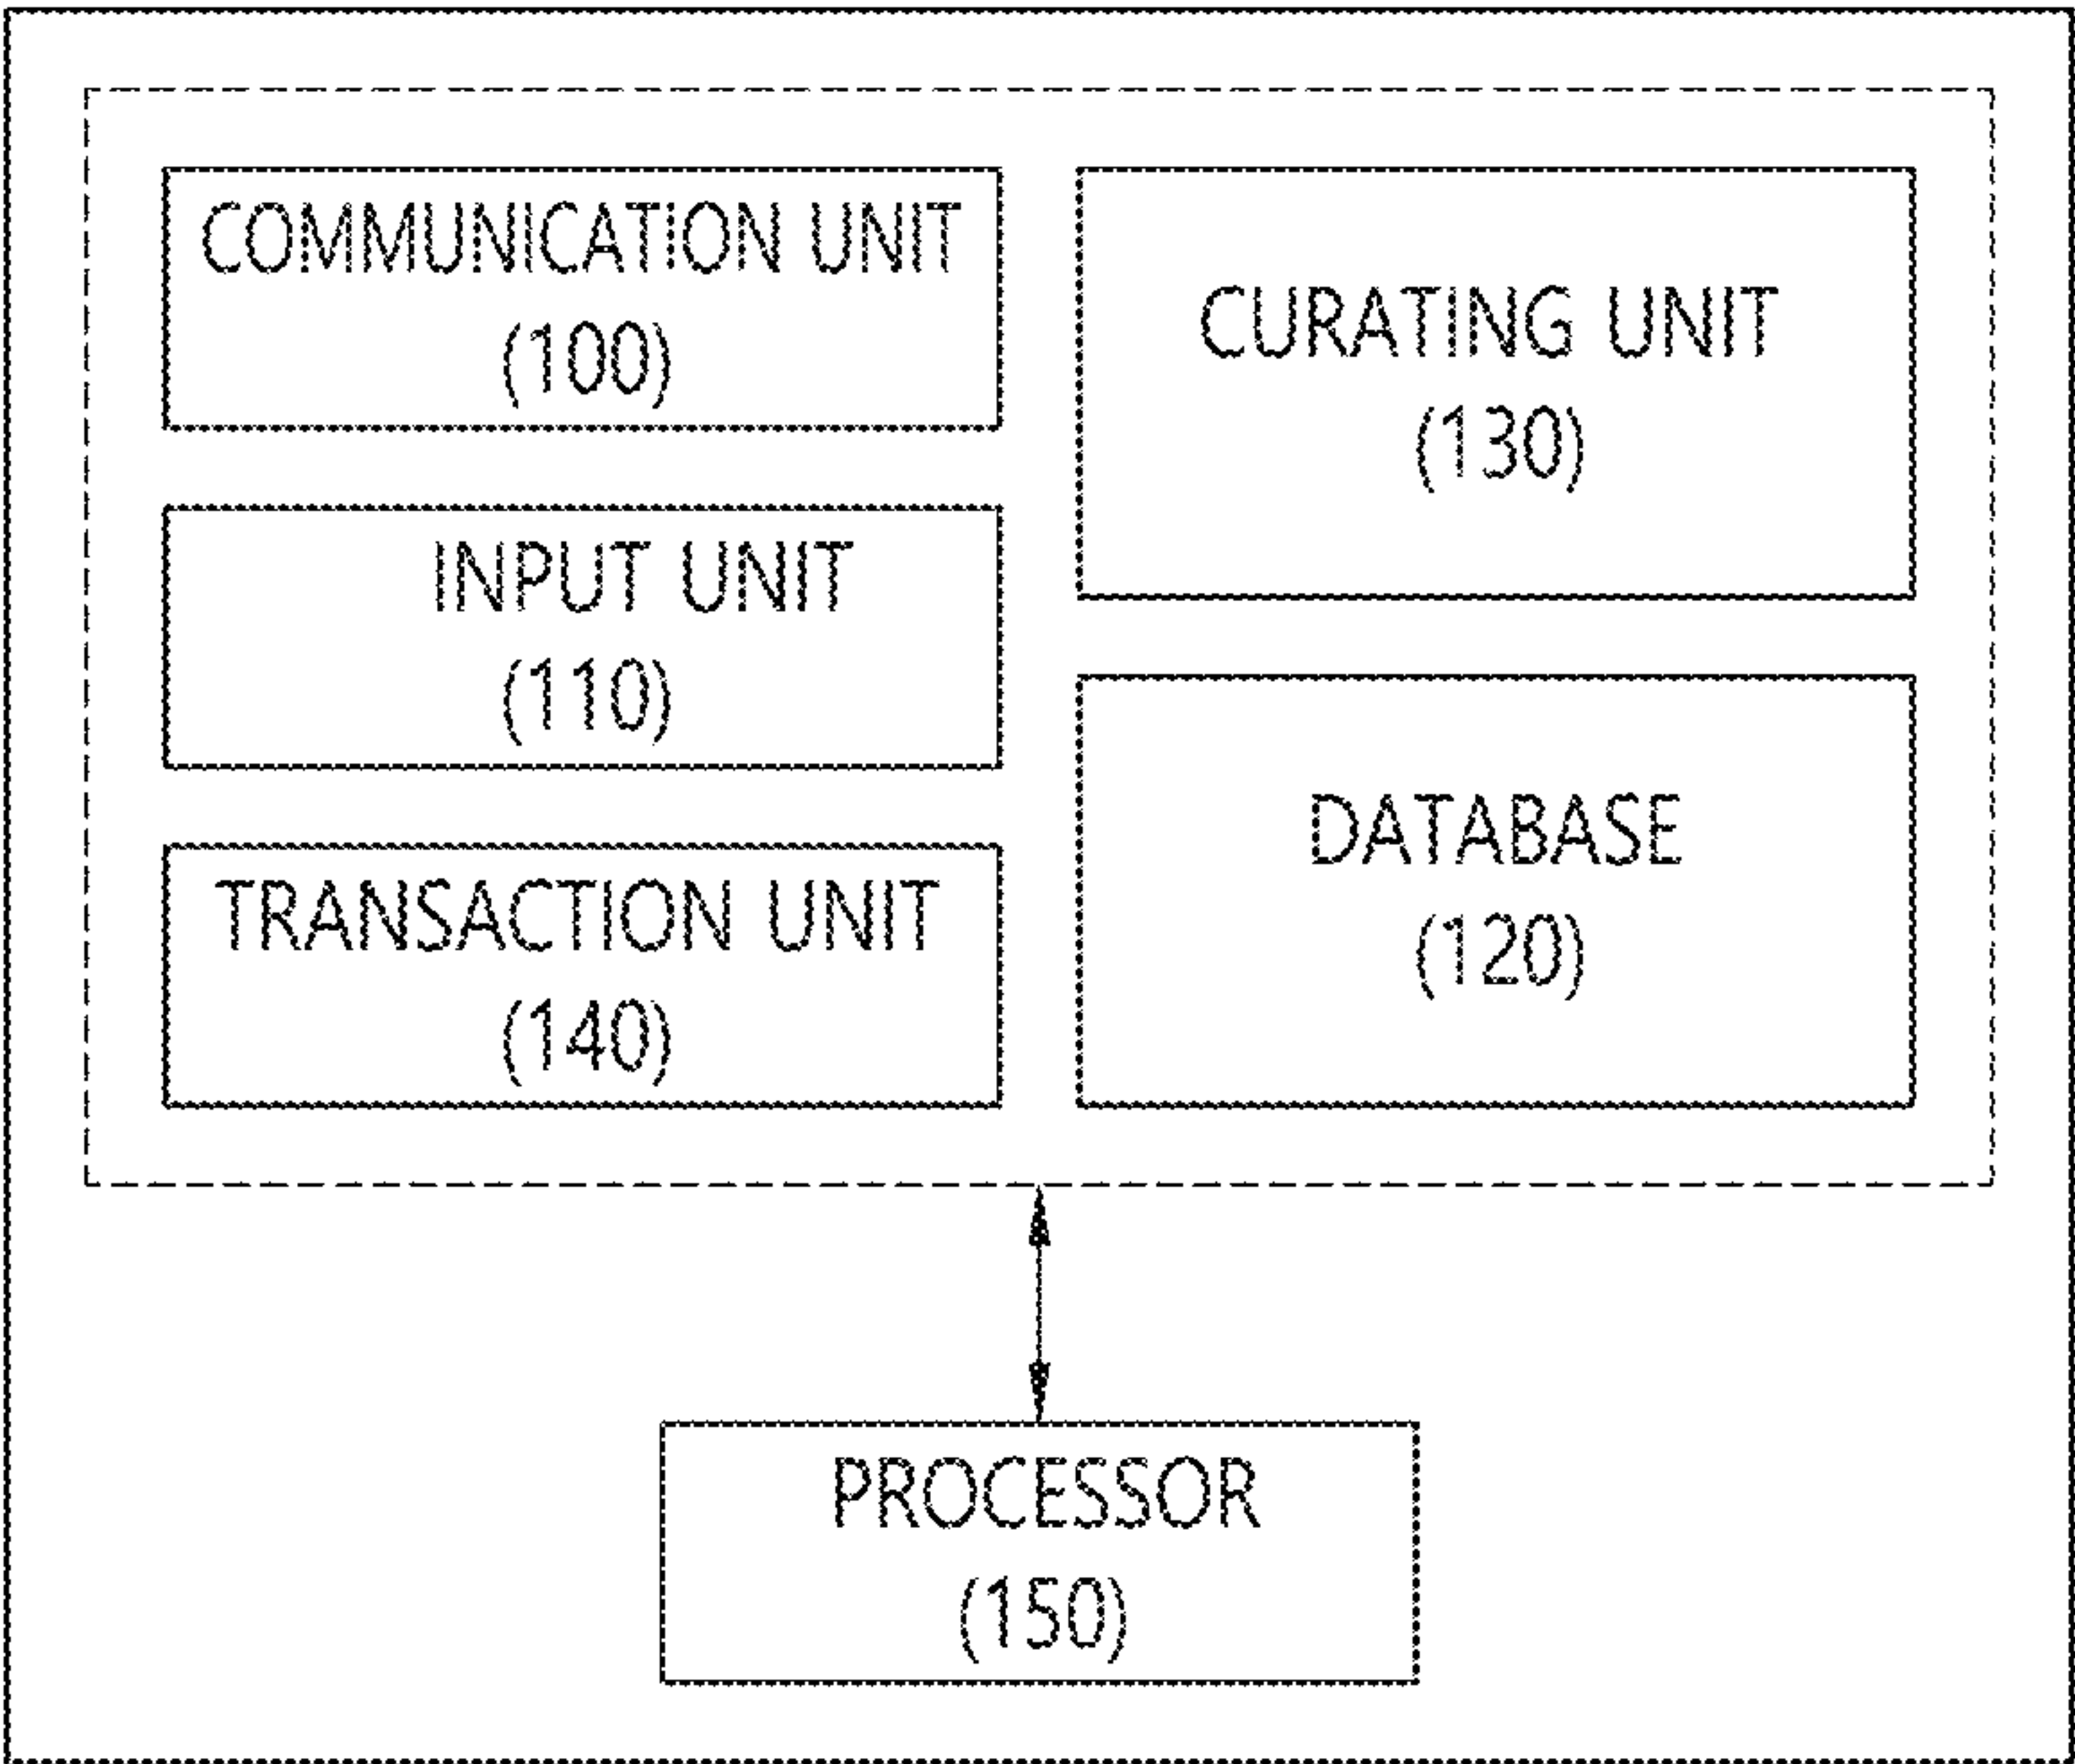 COMMUNICATION UNIT
(100)
INPUT UNIT
(110)
TRANSACTION UNIT
(140)
CURATING UNIT
(130)
DATABASE
(120)
PROCESSOR
(150)